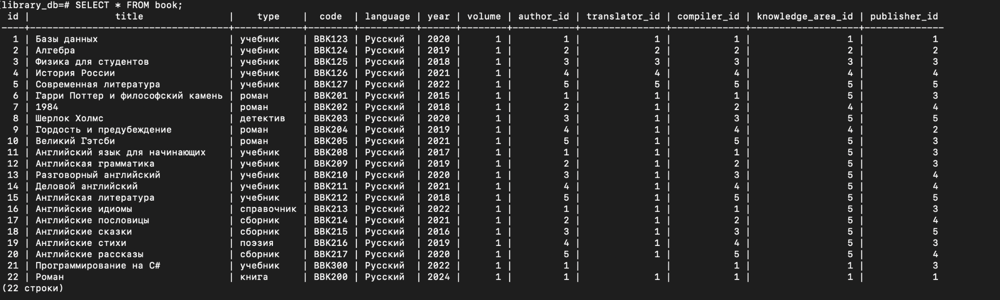 library_db=# SELECT * FROM book;
 id |                title                |    type    |  code  | language | year | volume | author_id | translator_id | compiler_id | knowledge_area_id | publisher_id
----+-------------------------------------+------------+--------+----------+------+--------+-----------+---------------+-------------+-------------------+--------------
  1 | Базы данных                         | учебник    | BBK123 | Русский  | 2020 |      1 |         1 |             1 |           1 |                 1 |            1
  2 | Алгебра                             | учебник    | BBK124 | Русский  | 2019 |      1 |         2 |             2 |           2 |                 2 |            2
  3 | Физика для студентов                | учебник    | BBK125 | Русский  | 2018 |      1 |         3 |             3 |           3 |                 3 |            3
  4 | История России                      | учебник    | BBK126 | Русский  | 2021 |      1 |         4 |             4 |           4 |                 4 |            4
  5 | Современная литература              | учебник    | BBK127 | Русский  | 2022 |      1 |         5 |             5 |           5 |                 5 |            5
  6 | Гарри Поттер и философский камень   | роман      | BBK201 | Русский  | 2015 |      1 |         1 |             1 |           1 |                 5 |            3
  7 | 1984                                | роман      | BBK202 | Русский  | 2018 |      1 |         2 |             1 |           2 |                 4 |            4
  8 | Шерлок Холмс                        | детектив   | BBK203 | Русский  | 2020 |      1 |         3 |             1 |           3 |                 5 |            5
  9 | Гордость и предубеждение            | роман      | BBK204 | Русский  | 2019 |      1 |         4 |             1 |           4 |                 4 |            2
 10 | Великий Гэтсби                      | роман      | BBK205 | Русский  | 2021 |      1 |         5 |             1 |           5 |                 5 |            3
 11 | Английский язык для начинающих      | учебник    | BBK208 | Русский  | 2017 |      1 |         1 |             1 |           1 |                 5 |            3
 12 | Английская грамматика               | учебник    | BBK209 | Русский  | 2019 |      1 |         2 |             1 |           2 |                 5 |            3
 13 | Разговорный английский              | учебник    | BBK210 | Русский  | 2020 |      1 |         3 |             1 |           3 |                 5 |            4
 14 | Деловой английский                  | учебник    | BBK211 | Русский  | 2021 |      1 |         4 |             1 |           4 |                 5 |            4
 15 | Английская литература               | учебник    | BBK212 | Русский  | 2018 |      1 |         5 |             1 |           5 |                 5 |            5
 16 | Английские идиомы                   | справочник | BBK213 | Русский  | 2022 |      1 |         1 |             1 |           1 |                 5 |            3
 17 | Английские пословицы                | сборник    | BBK214 | Русский  | 2021 |      1 |         2 |             1 |           2 |                 5 |            4
 18 | Английские сказки                   | сборник    | BBK215 | Русский  | 2016 |      1 |         3 |             1 |           3 |                 5 |            5
 19 | Английские стихи                    | поэзия     | BBK216 | Русский  | 2019 |      1 |         4 |             1 |           4 |                 5 |            3
 20 | Английские рассказы                 | сборник    | BBK217 | Русский  | 2020 |      1 |         5 |             1 |           5 |                 5 |            4
 21 | Программирование на C#              | учебник    | BBK300 | Русский  | 2022 |      1 |         1 |               |           1 |                 1 |            3
 22 | Роман                               | книга      | BBK200 | Русский  | 2024 |      1 |         1 |             1 |           1 |                 1 |            1
(22 строки)